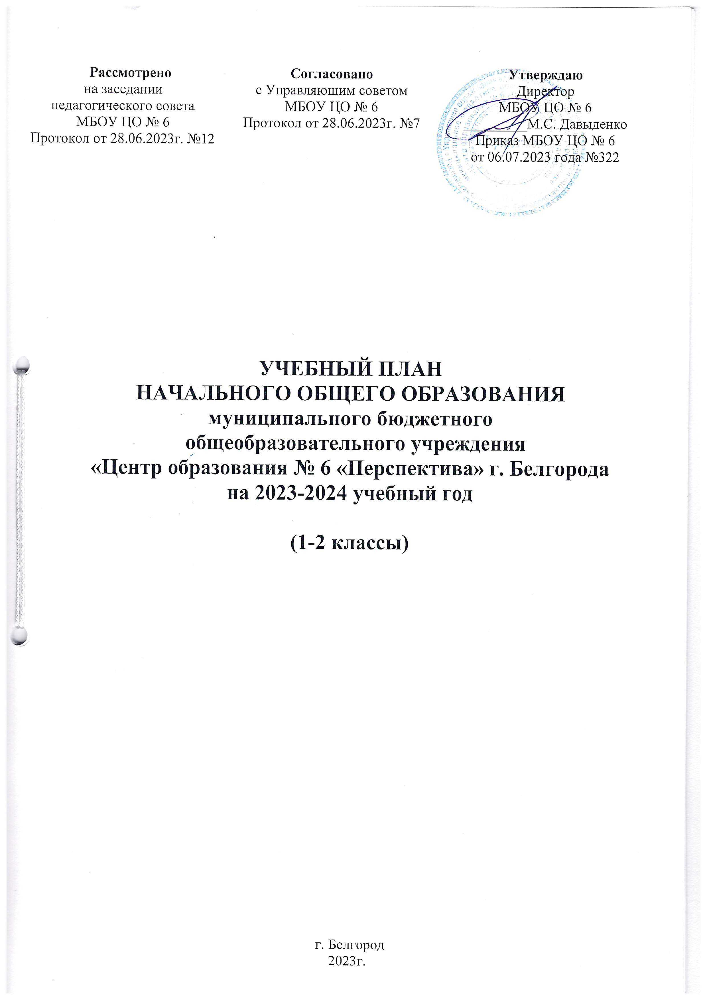 Рассмотрено
на заседании
педагогического совета
МБОУ ЦО № 6
Протокол от 28.06.2023г. №12
Согласовано
с Управляющим советом
МБОУ ЦО № 6
Протокол от 28.06.2023г. №7
Утверждаю
Директор
МБОУ ЦО № 6
__________М.С. Давыденко
Приказ МБОУ ЦО № 6
от 06.07.2023 года №322
УЧЕБНЫЙ ПЛАН
НАЧАЛЬНОГО ОБЩЕГО ОБРАЗОВАНИЯ
муниципального бюджетного
общеобразовательного учреждения
«Центр образования № 6 «Перспектива» г. Белгорода
на 2023-2024 учебный год
(1-2 классы)
г. Белгород
2023г.